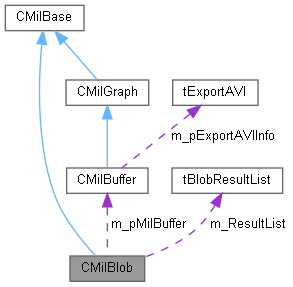 CMilBase
CMilGraph
tExportAVI
m_pExportAVIInfo
CMilBuffer
tBlobResultList
m_pMilBuffer
m_ResultList
CMilBlob